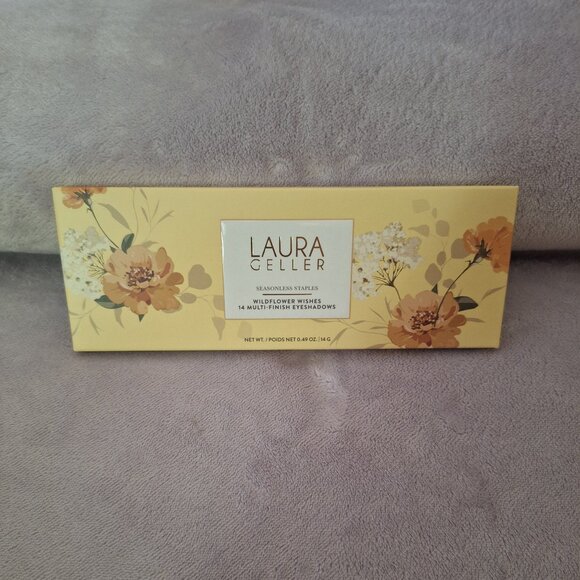 LAURA
GELLER
SEASONLESS STAPLES
WILDFLOWER WISHES
14 MULTI-FINISH EYESHADOWS
NET WT. / POIDS NET 0.49 OZ. | 14 G